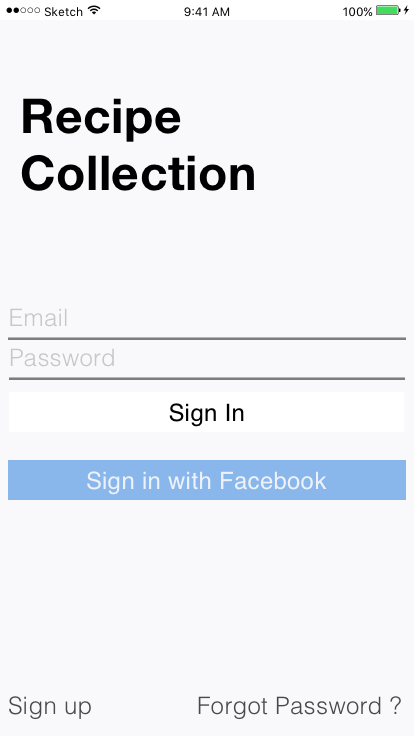 Sketch 9:41 AM 100%
Recipe
Collection
Email
Password
Sign In
Sign in with Facebook
Sign up Forgot Password ?